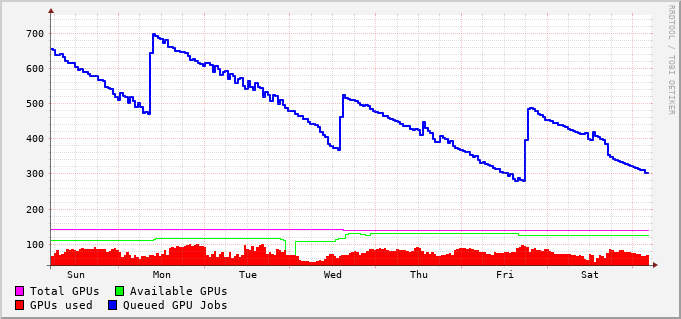 700
600
500
400
300
200
100
Sun Mon Tue Wed Thu Fri Sat
Total GPUs Available GPUs
GPUs used Queued GPU Jobs
RRDTOOL / TOBI OETIKER